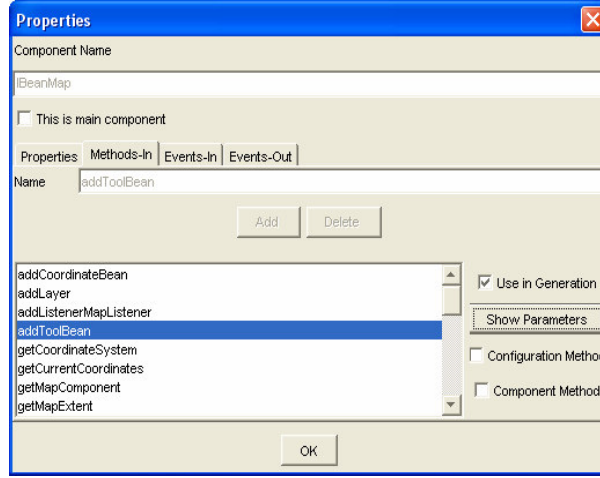 Properties
Component Name
IBeanMap
This is main component
Properties Methods-In Events-In Events-Out
Name addToolBean
Add Delete
addCoordinateBean
addLayer
addListenerMapListener
addToolBean
getCoordinateSystem
getCurrentCoordinates
getMapComponent
getMapExtent
Use in Generation
Show Parameters
Configuration Metho
Component Method
OK